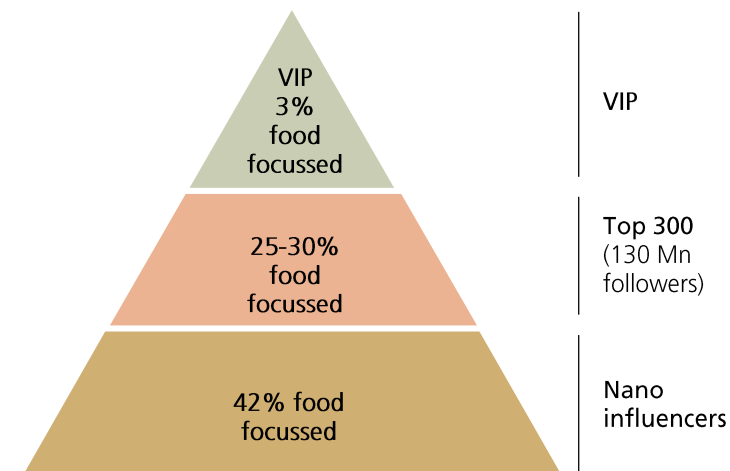 VIP
3%
food
focussed
VIP
25-30%
food
focussed
Top 300
(130 Mn
followers)
42% food
focussed
Nano
influencers